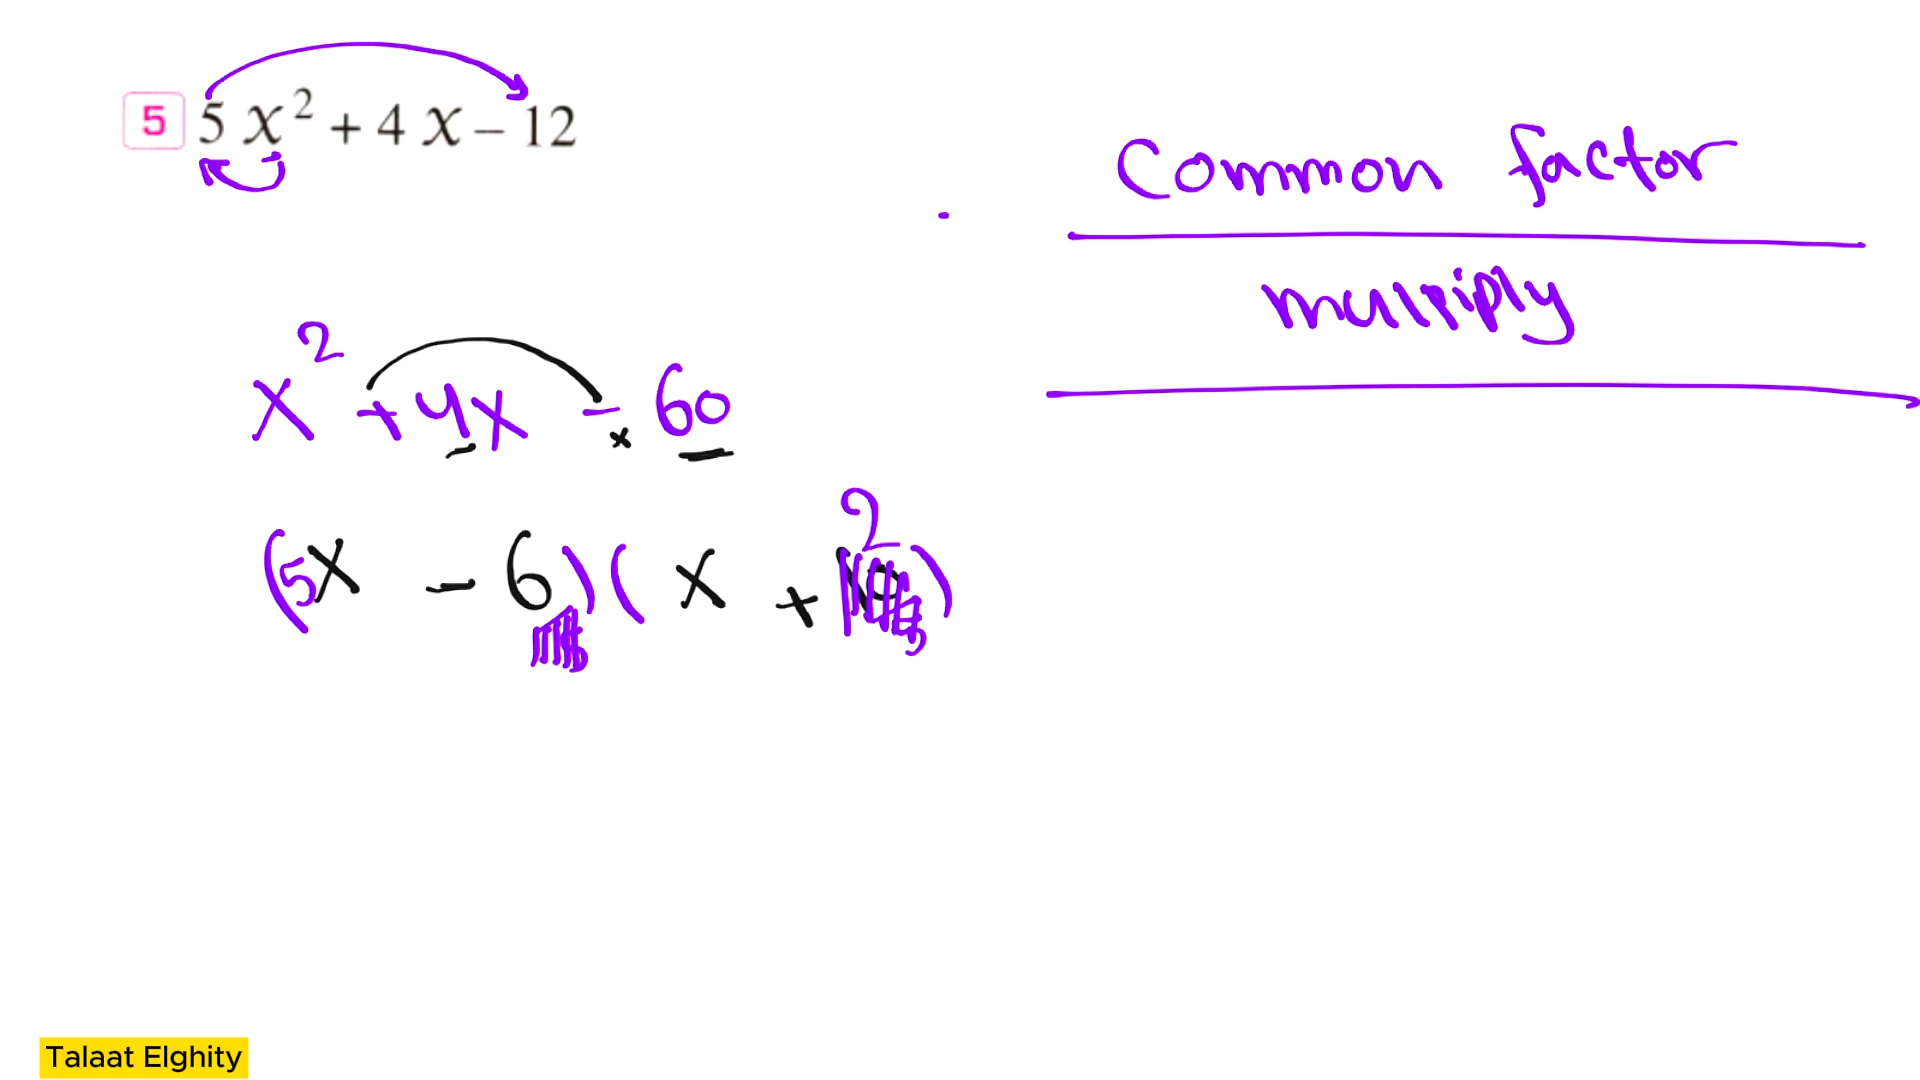 5 5x² + 4x – 12
Common factor
multiply
x² + 4x - 60
x
(5x - 6)(x + 2)
Talaat Elghity